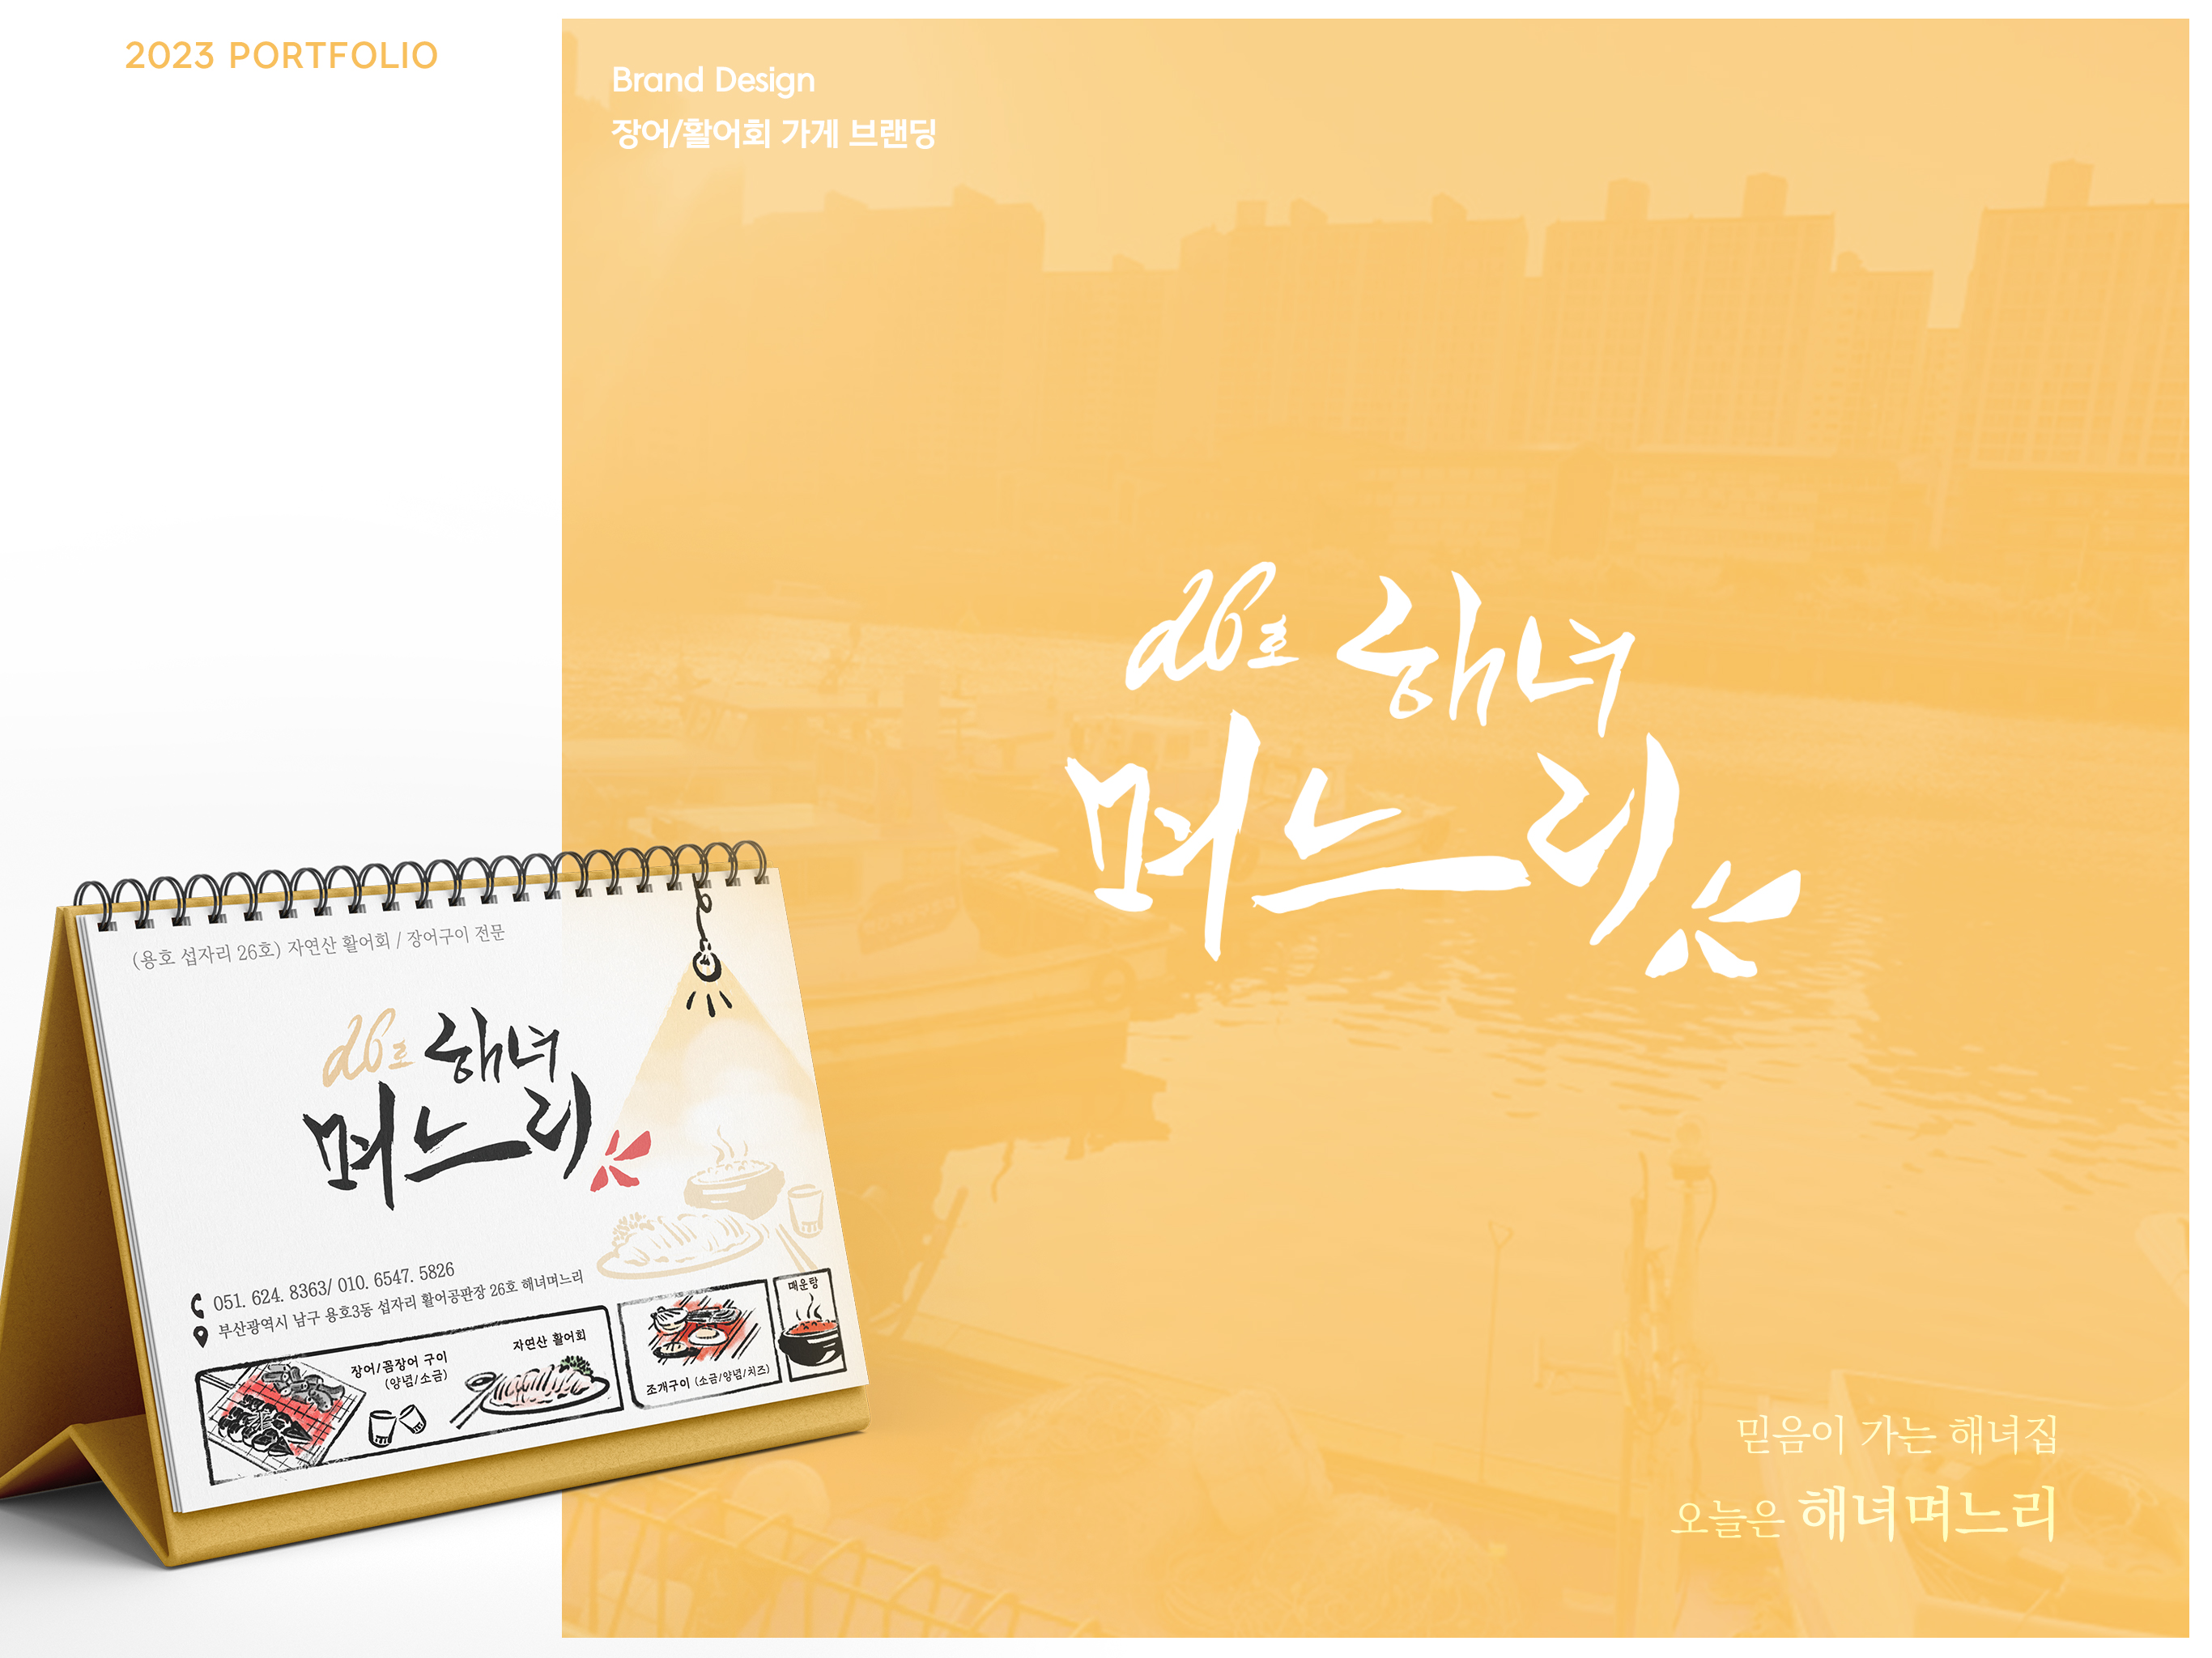 2023 PORTFOLIO
Brand Design
장어/활어회 가게 브랜딩
26호 해녀
며느리
(용호 섭자리 26호) 자연산 활어회 / 장어구이 전문
26호 해녀
며느리
051. 624. 8363/ 010. 6547. 5826
부산광역시 남구 용호3동 섭자리 활어공판장 26호 해녀며느리
장어/꼼장어 구이
(양념/소금)
자연산 활어회
조개구이 (소금/양념/치즈)
매운탕
믿음이 가는 해녀집
오늘은 해녀며느리